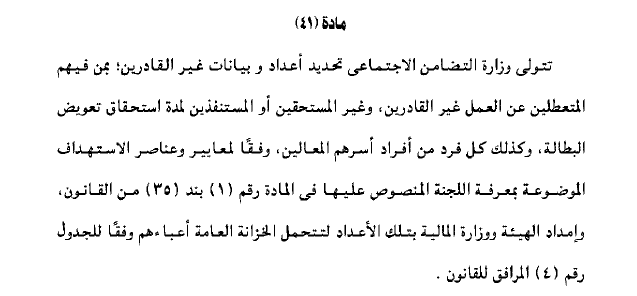 مادة (٤١)
تتولى وزارة التضامن الاجتماعى تحديد أعداد و بيانات غير القادرين؛ بمن فيهم
المتعطلين عن العمل غير القادرين، وغير المستحقين أو المستنفذين لمدة استحقاق تعويض
البطالة، وكذلك كل فرد من أفراد أسرهم المعالين، وفقًا لمعايير وعناصر الاستهداف
الموضوعة بمعرفة اللجنة المنصوص عليها فى المادة رقم (١) بند (٣٥) من القانون،
وإمداد الهيئة ووزارة المالية بتلك الأعداد لتتحمل الخزانة العامة أعباءهم وفقًا للجدول
رقم (٤) المرافق للقانون .